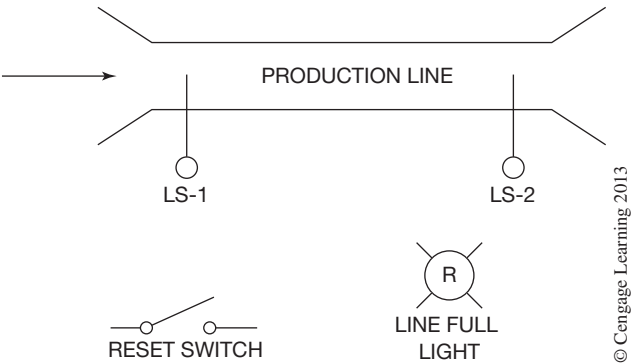 PRODUCTION LINE
LS-1
LS-2
R
RESET SWITCH
LINE FULL
LIGHT
© Cengage Learning 2013